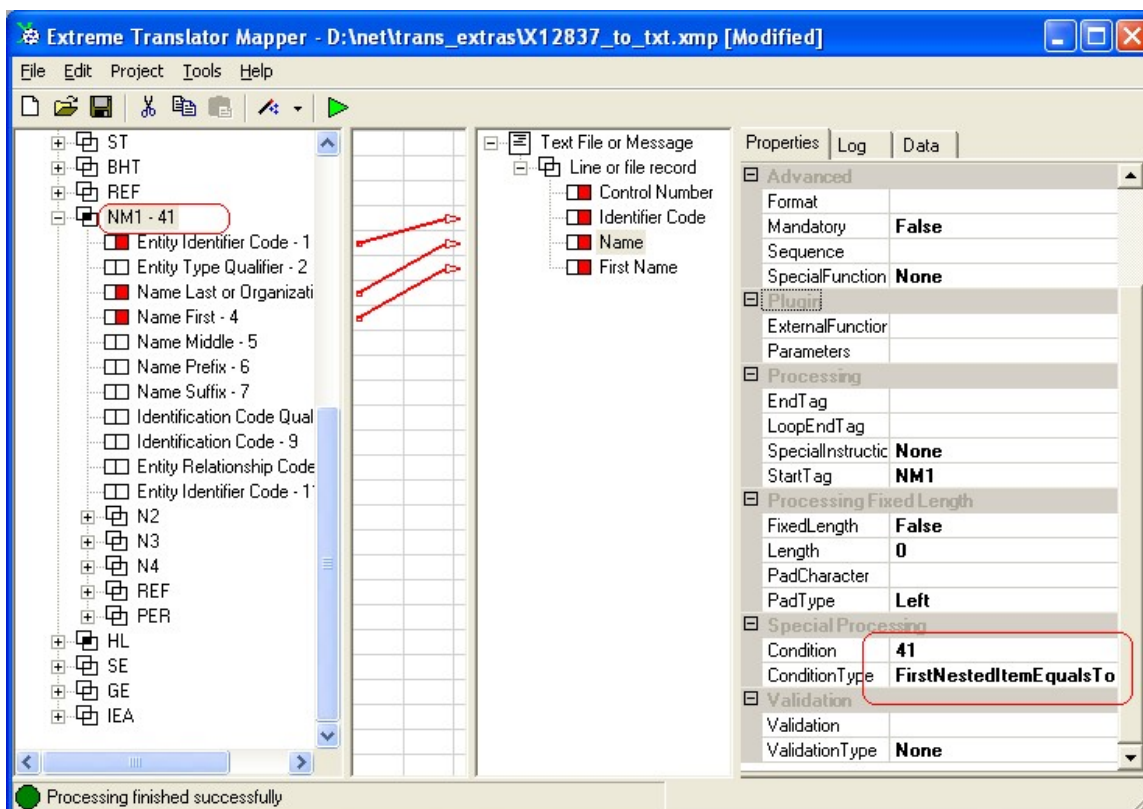 Extreme Translator Mapper - D:\net\trans_extras\X12837_to_txt.xmp [Modified]
File Edit Project Tools Help
ST
BHT
REF
NM1 - 41
Entity Identifier Code - 1
Entity Type Qualifier - 2
Name Last or Organizati
Name First - 4
Name Middle - 5
Name Prefix - 6
Name Suffix - 7
Identification Code Qual
Identification Code - 9
Entity Relationship Code
Entity Identifier Code - 1
N2
N3
N4
REF
PER
HL
SE
GE
IEA
Text File or Message
Line or file record
Control Number
Identifier Code
Name
First Name
Properties Log Data
Advanced
Format
Mandatory False
Sequence
SpecialFunction None
Plugin
ExternalFunction
Parameters
Processing
EndTag
LoopEndTag
SpecialInstructic None
StartTag NM1
Processing Fixed Length
FixedLength False
Length 0
PadCharacter
PadType Left
Special Processing
Condition 41
ConditionType FirstNestedItemEqualsTo
Validation
Validation
ValidationType None
Processing finished successfully